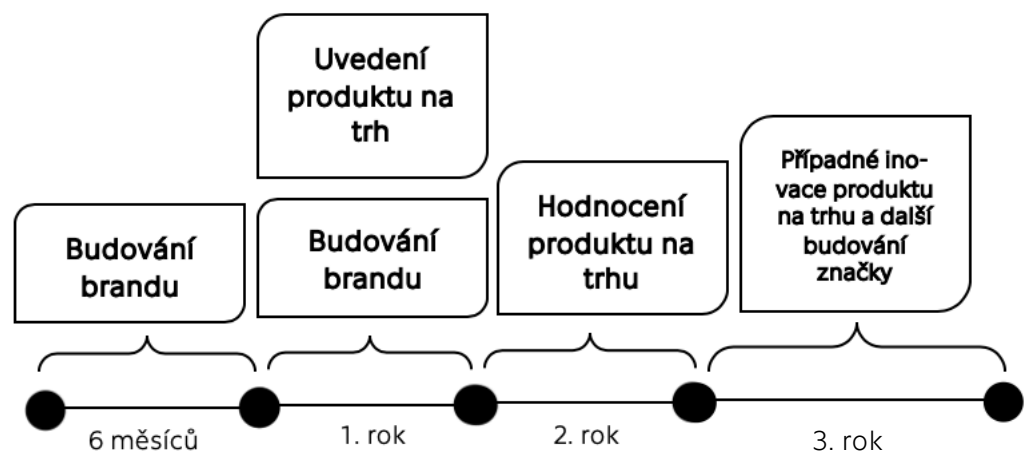 Uvedení
produktu na
trh
Budování
brandu
Budování
brandu
Hodnocení
produktu na
trhu
Případné ino-
vace produktu
na trhu a další
budování
značky
6 měsíců
1. rok
2. rok
3. rok